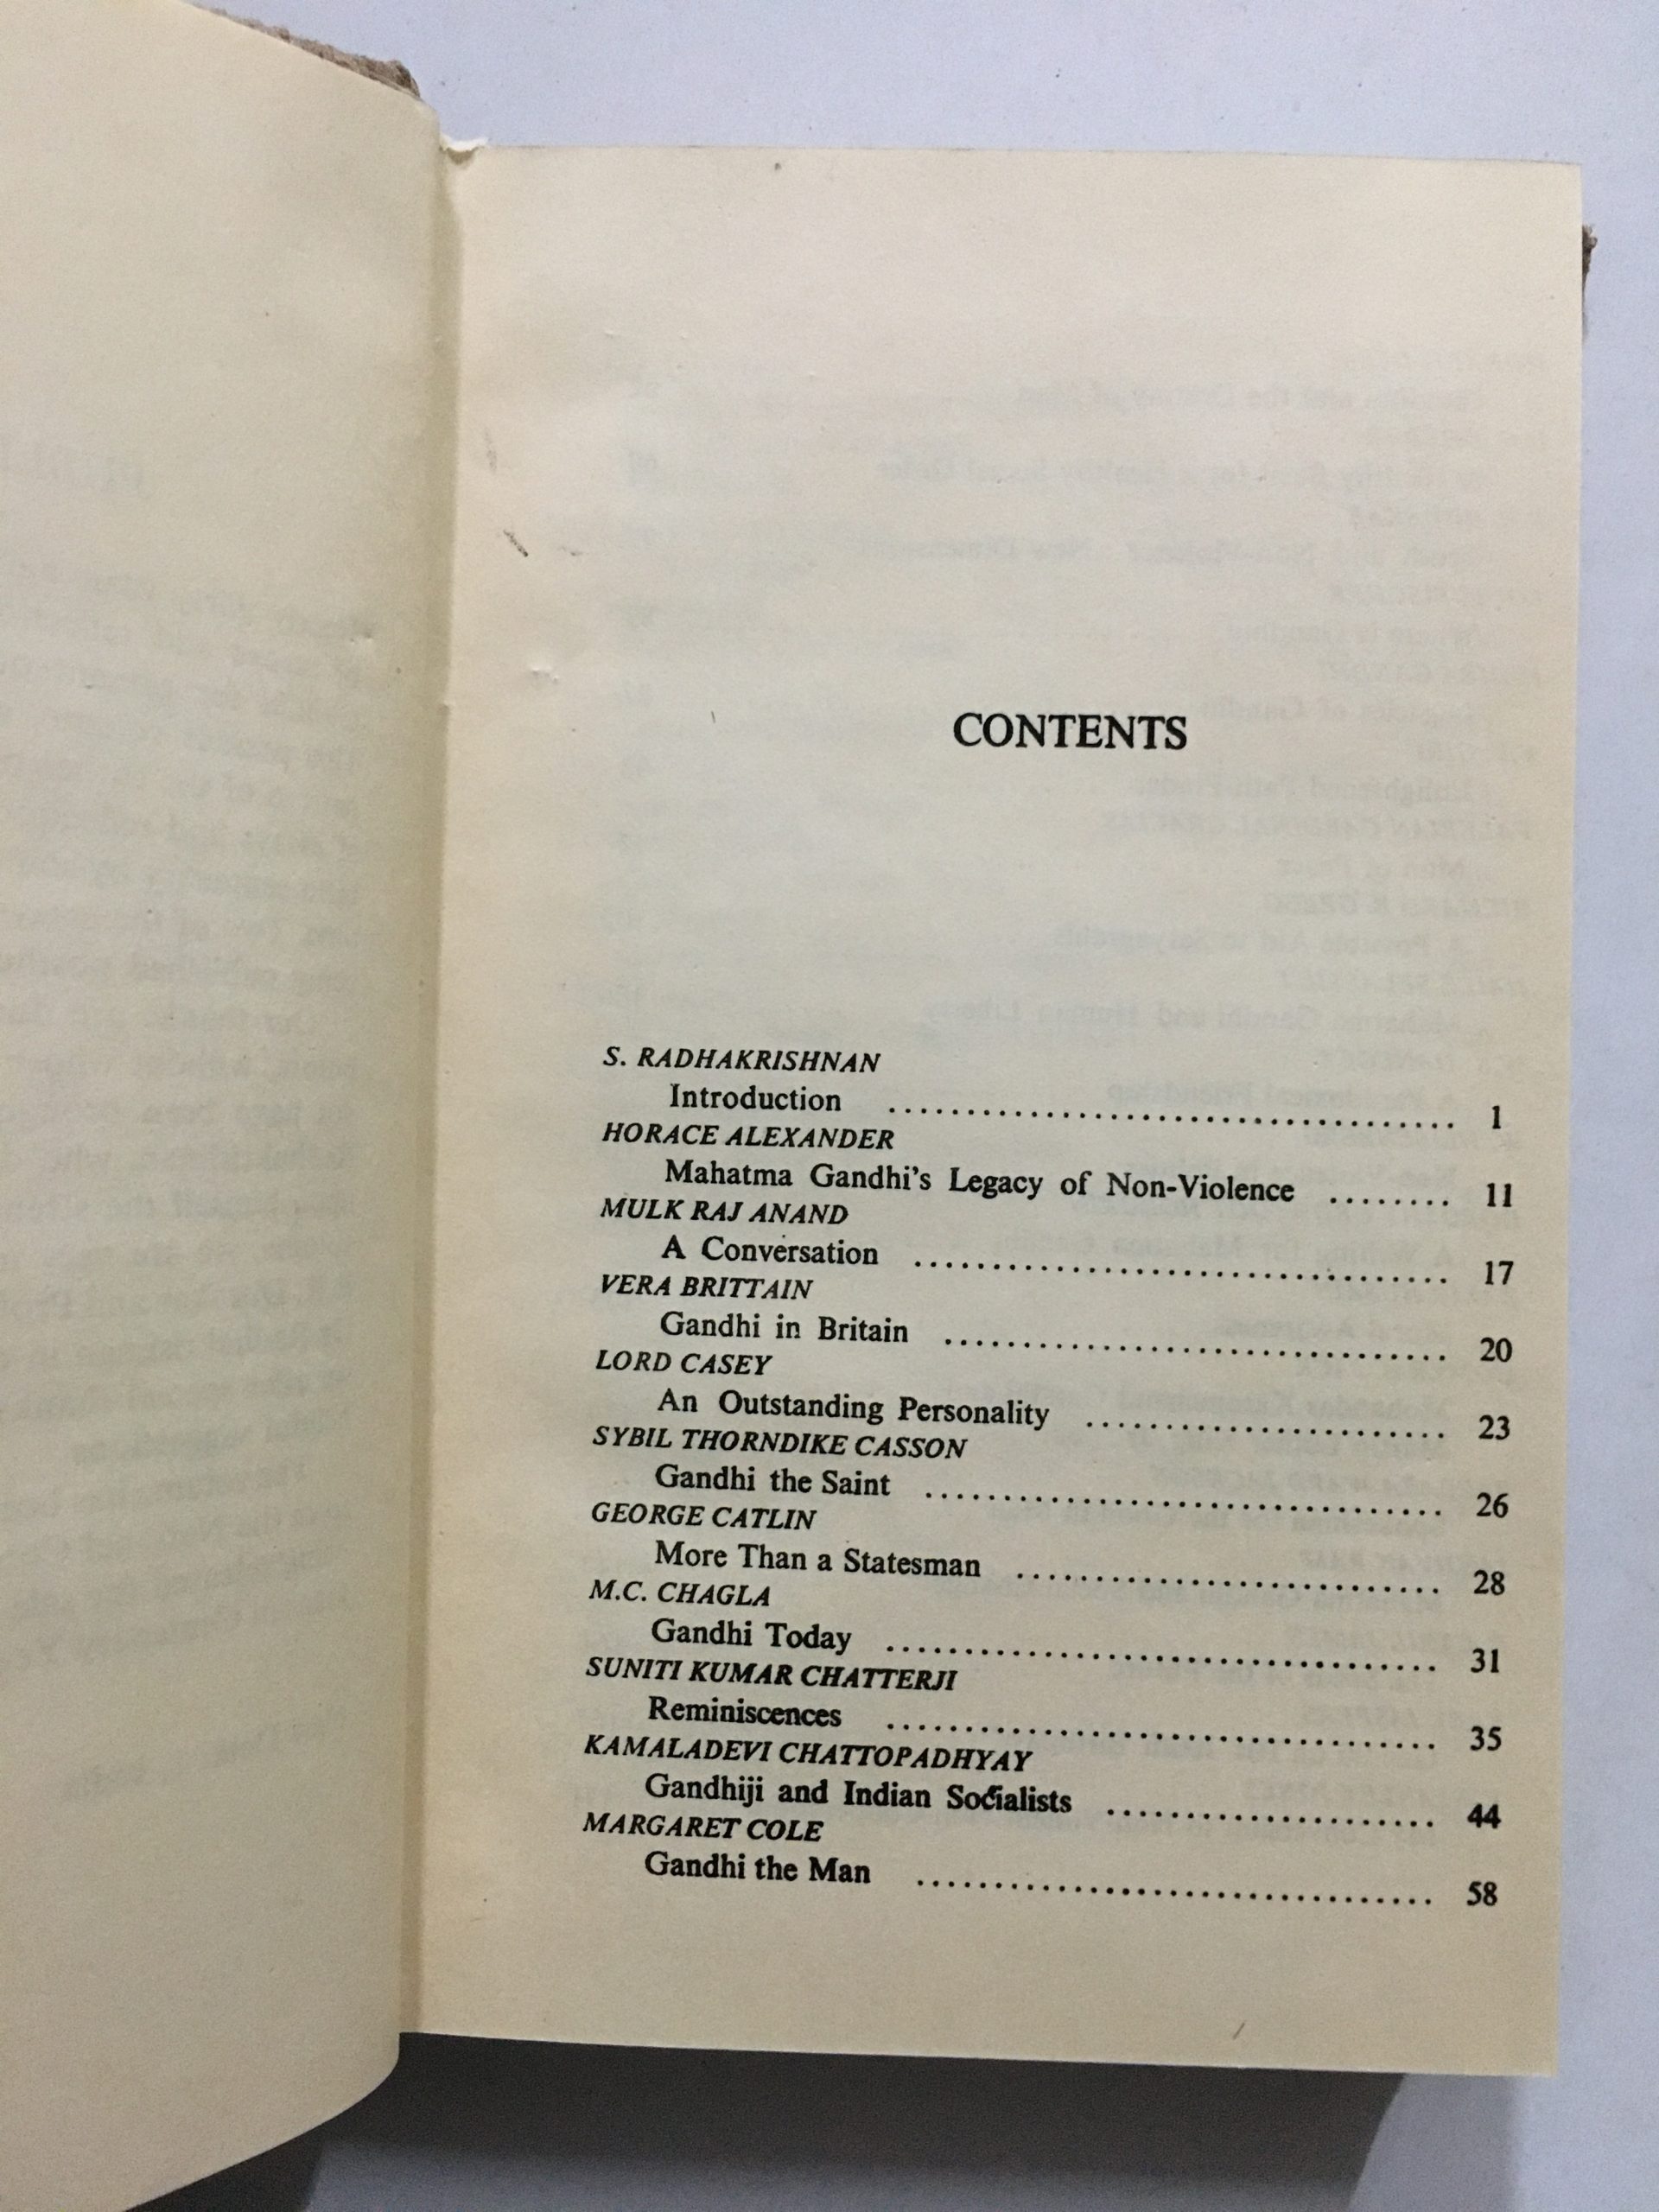 CONTENTS
S. RADHAKRISHNAN
Introduction ........................................ 1
HORACE ALEXANDER
Mahatma Gandhi's Legacy of Non-Violence ........ 11
MULK RAJ ANAND
A Conversation ..................................... 17
VERA BRITTAIN
Gandhi in Britain .................................. 20
LORD CASEY
An Outstanding Personality ........................ 23
SYBIL THORNDIKE CASSON
Gandhi the Saint ................................... 26
GEORGE CATLIN
More Than a Statesman ............................. 28
M.C. CHAGLA
Gandhi Today ........................................ 31
SUNITI KUMAR CHATTERJI
Reminiscences ....................................... 35
KAMALADEVI CHATTOPADHYAY
Gandhiji and Indian Socialists ...................... 44
MARGARET COLE
Gandhi the Man ..................................... 58